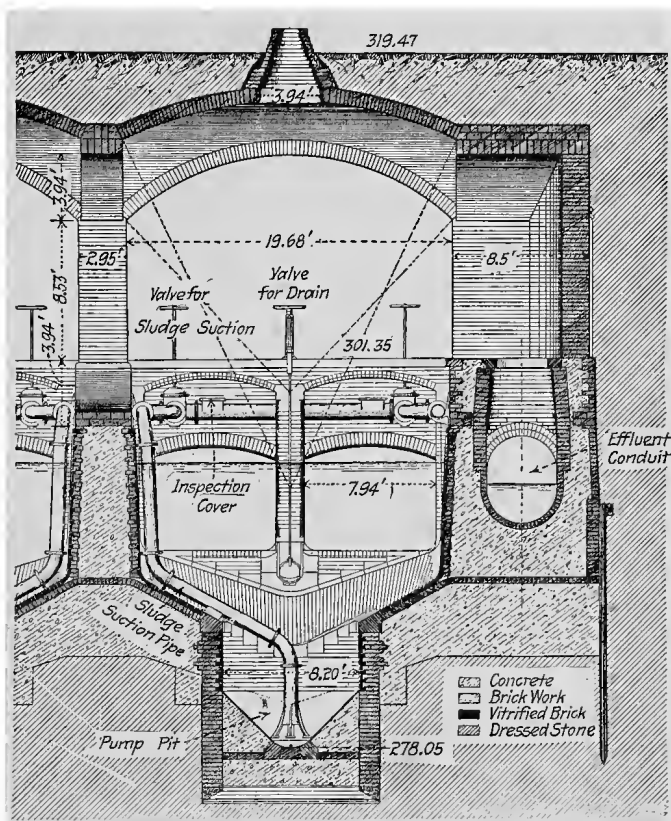 319.47
3.94'
3.94'
19.68'
2.95'
8.5'
8.53'
Valve for
Sludge Suction
Valve
for Drain
3.94'
301.35
Effluent
Conduit
Inspection
Cover
7.94'
Sludge
Suction Pipe
8.20'
Concrete
Brick Work
Vitrified Brick
Dressed Stone
Pump Pit
278.05